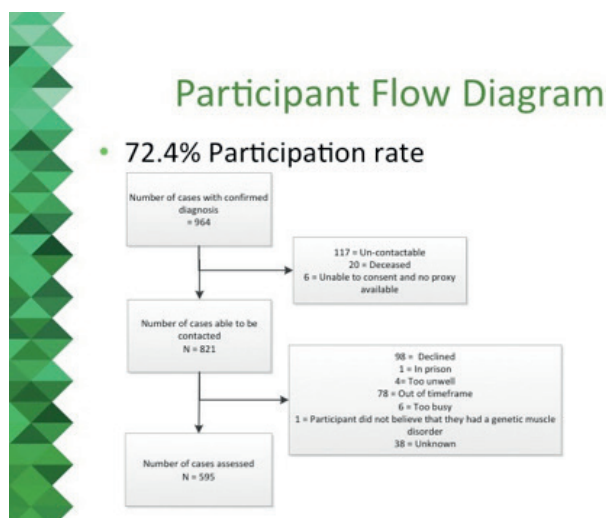 Participant Flow Diagram
• 72.4% Participation rate
Number of cases with confirmed
diagnosis
= 964
117 = Un-contactable
20 = Deceased
6 = Unable to consent and no proxy
available
Number of cases able to be
contacted
N = 821
98 = Declined
1 = In prison
4= Too unwell
78 = Out of timeframe
6 = Too busy
1 = Participant did not believe that they had a genetic muscle
disorder
38 = Unknown
Number of cases assessed
N = 595